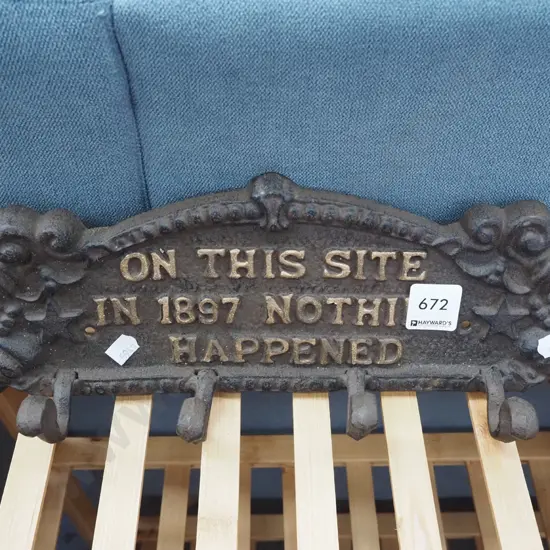 ON THIS SITE
IN 1897 NOTHI
672
HAYWARD'S
HAPPENED